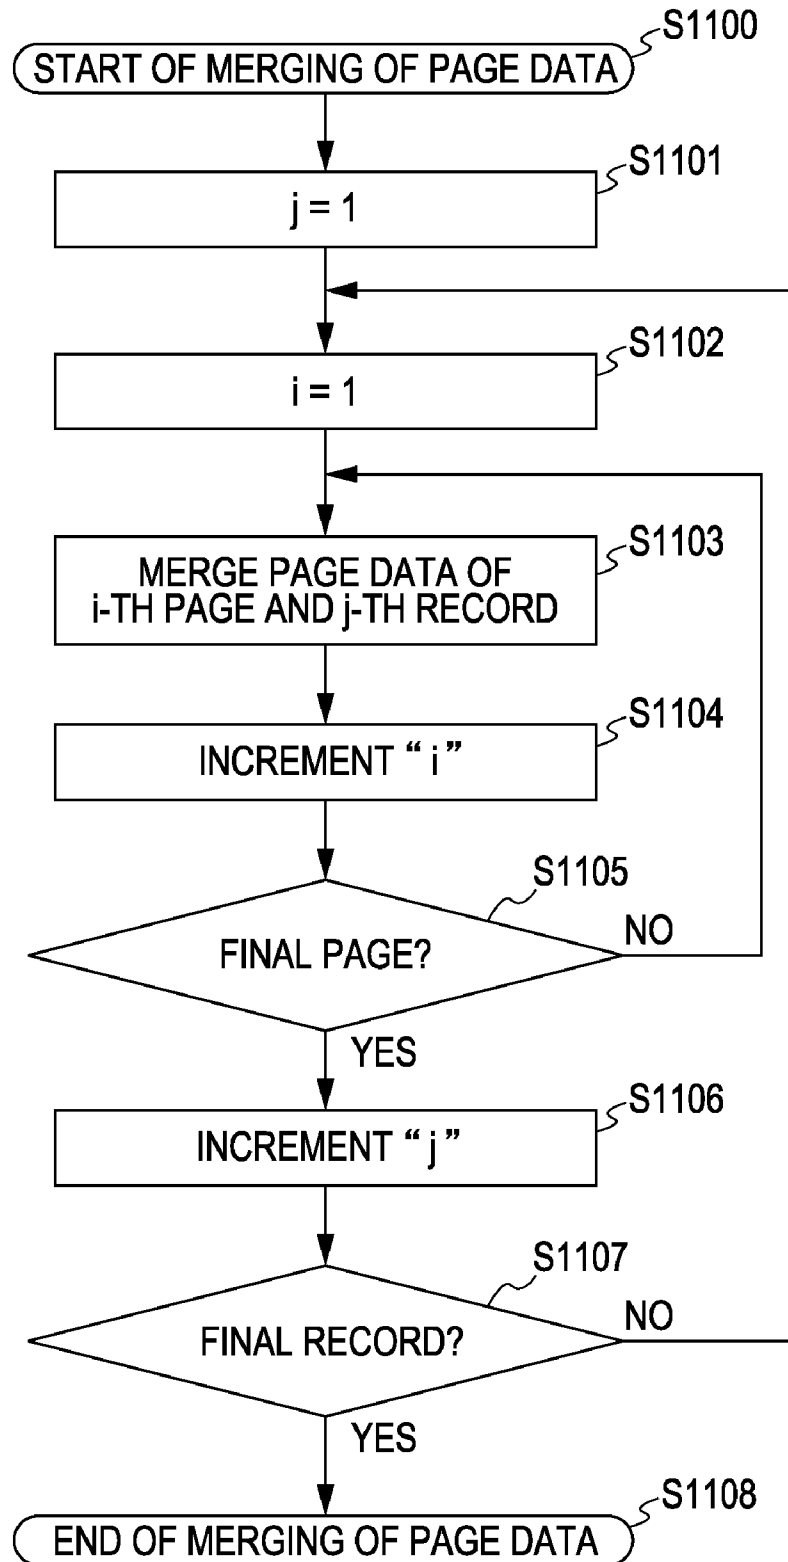 S1100
START OF MERGING OF PAGE DATA
S1101
j = 1
S1102
i = 1
S1103
MERGE PAGE DATA OF
i-TH PAGE AND j-TH RECORD
S1104
INCREMENT “ i ”
S1105
FINAL PAGE?
NO
YES
S1106
INCREMENT “ j ”
S1107
FINAL RECORD?
NO
YES
S1108
END OF MERGING OF PAGE DATA